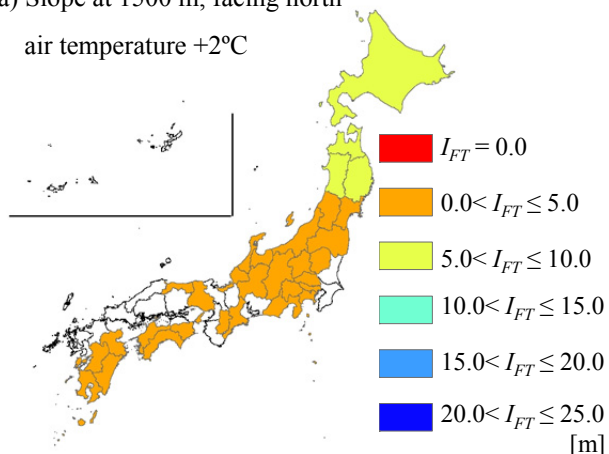 a) Slope at 1500 m, facing north
air temperature +2ºC
I_FT = 0.0
0.0< I_FT ≤ 5.0
5.0< I_FT ≤ 10.0
10.0< I_FT ≤ 15.0
15.0< I_FT ≤ 20.0
20.0< I_FT ≤ 25.0
[m]